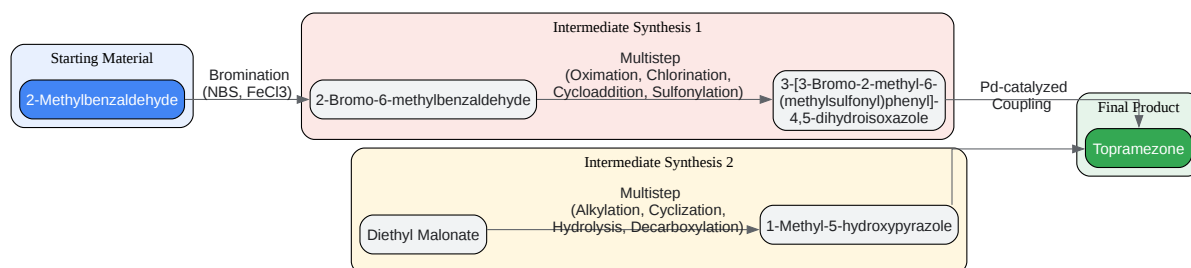 Intermediate Synthesis 1
Starting Material
2-Methylbenzaldehyde
Bromination
(NBS, FeCl3)
2-Bromo-6-methylbenzaldehyde
Multistep
(Oximation, Chlorination,
Cycloaddition, Sulfonylation)
3-[3-Bromo-2-methyl-6-
(methylsulfonyl)phenyl]-
4,5-dihydroisoxazole
Pd-catalyzed
Coupling
Final Product
Topramezone
Intermediate Synthesis 2
Diethyl Malonate
Multistep
(Alkylation, Cyclization,
Hydrolysis, Decarboxylation)
1-Methyl-5-hydroxypyrazole